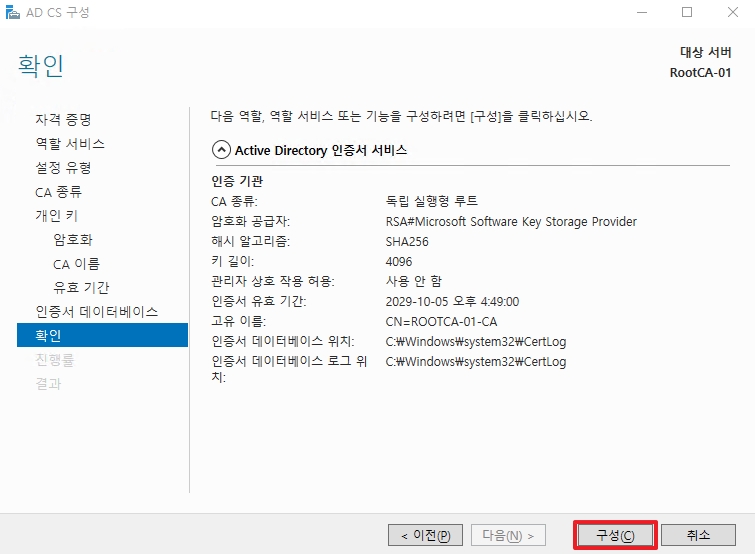 AD CS 구성
확인
대상 서버
RootCA-01
자격 증명
역할 서비스
설정 유형
CA 종류
개인 키
암호화
CA 이름
유효 기간
인증서 데이터베이스
확인
진행률
결과
다음 역할, 역할 서비스 또는 기능을 구성하려면 [구성]을 클릭하십시오.
Active Directory 인증서 서비스
인증 기관
CA 종류: 독립 실행형 루트
암호화 공급자: RSA#Microsoft Software Key Storage Provider
해시 알고리즘: SHA256
키 길이: 4096
관리자 상호 작용 허용: 사용 안 함
인증서 유효 기간: 2029-10-05 오후 4:49:00
고유 이름: CN=ROOTCA-01-CA
인증서 데이터베이스 위치: C:₩Windows₩system32₩CertLog
인증서 데이터베이스 로그 위 C:₩Windows₩system32₩CertLog
치:
< 이전(P) 다음(N) > 구성(C) 취소